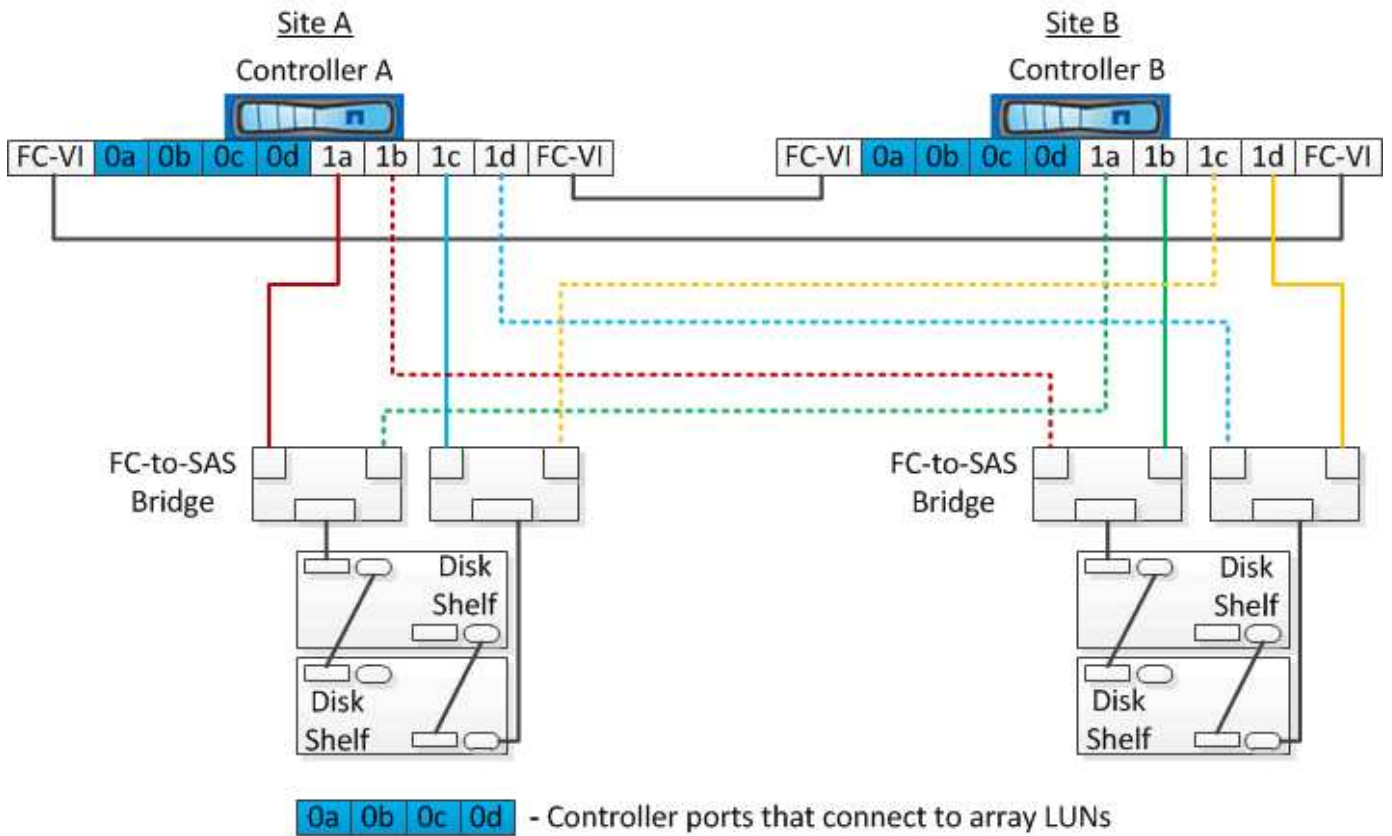 Site A
Site B
Controller A
Controller B
FC-VI 0a 0b 0c 0d 1a 1b 1c 1d FC-VI
FC-VI 0a 0b 0c 0d 1a 1b 1c 1d FC-VI
FC-to-SAS
Bridge
FC-to-SAS
Bridge
Disk
Shelf
Disk
Shelf
Disk
Shelf
Disk
Shelf
0a 0b 0c 0d - Controller ports that connect to array LUNs